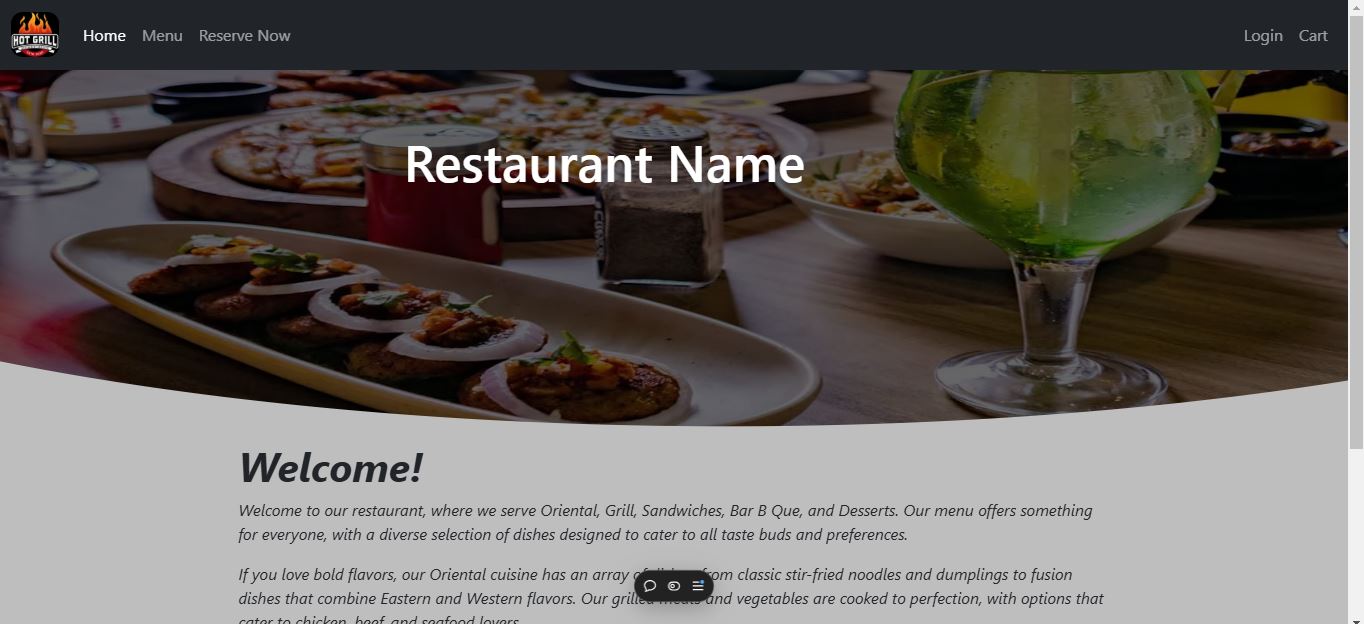 HOT GRILL
Home Menu Reserve Now Login Cart
Restaurant Name
Welcome!
Welcome to our restaurant, where we serve Oriental, Grill, Sandwiches, Bar B Que, and Desserts. Our menu offers something
for everyone, with a diverse selection of dishes designed to cater to all taste buds and preferences.
If you love bold flavors, our Oriental cuisine has an array of from classic stir-fried noodles and dumplings to fusion
dishes that combine Eastern and Western flavors. Our grilled meats and vegetables are cooked to perfection, with options that
cater to chicken, beef, and seafood lovers.